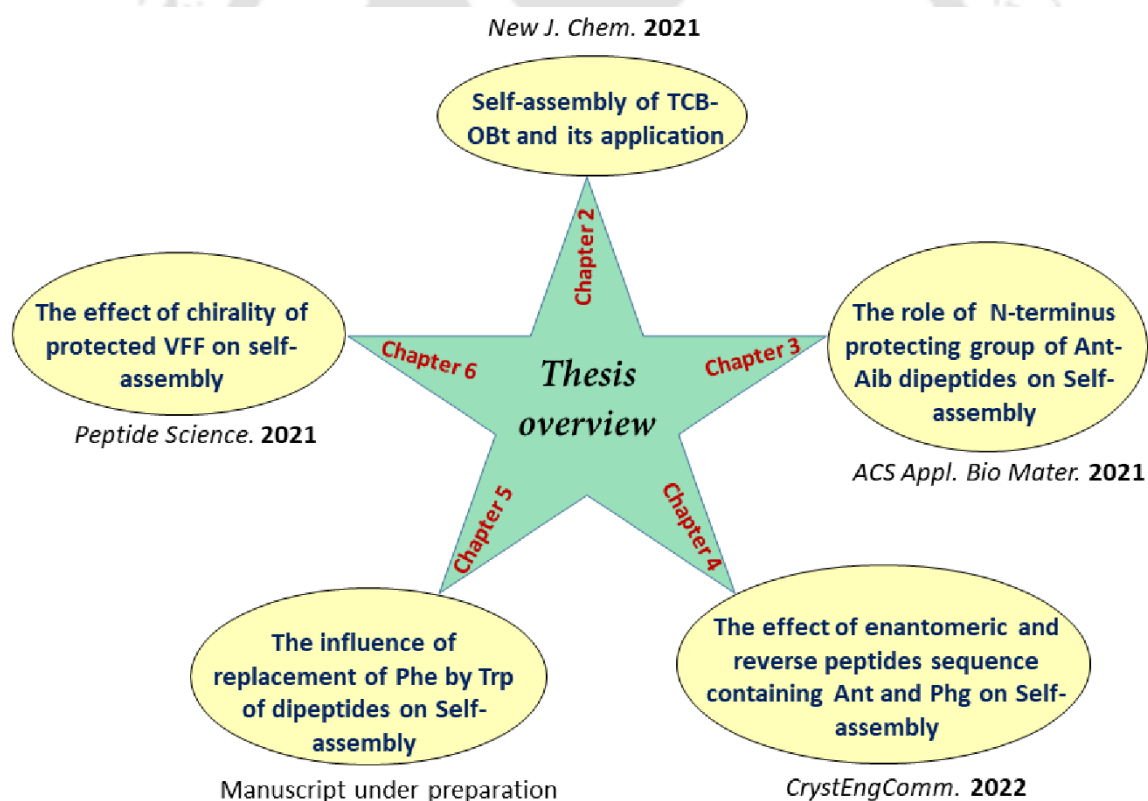 New J. Chem. 2021
Self-assembly of TCB-
OBt and its application
Chapter 2
The role of N-terminus
protecting group of Ant-
Aib dipeptides on Self-
assembly
ACS Appl. Bio Mater. 2021
Chapter 3
The effect of chirality of
protected VFF on self-
assembly
Peptide Science. 2021
Chapter 6
Thesis
overview
Chapter 5
Chapter 4
The influence of
replacement of Phe by Trp
of dipeptides on Self-
assembly
Manuscript under preparation
The effect of enantomeric and
reverse peptides sequence
containing Ant and Phg on Self-
assembly
CrystEngComm. 2022